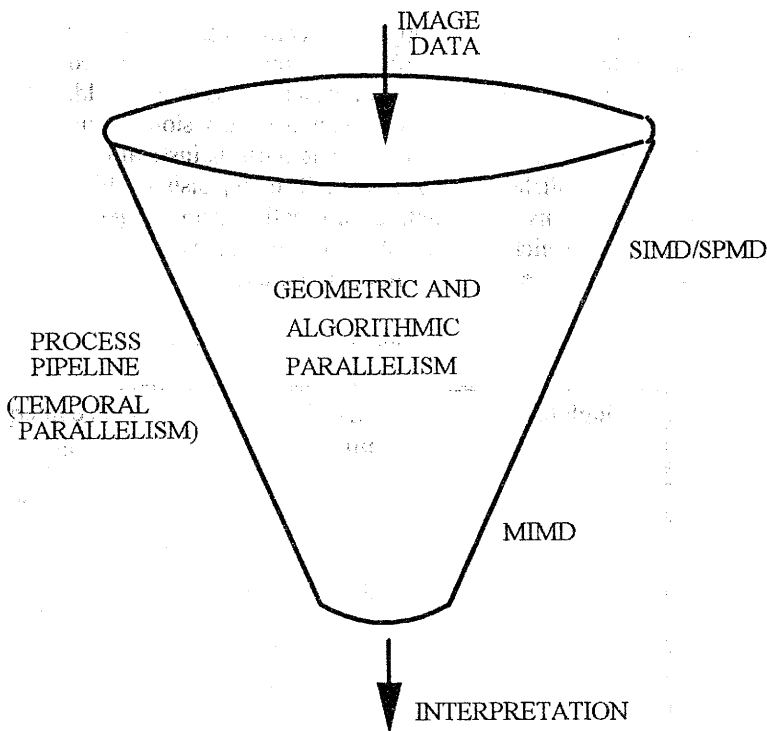 IMAGE
DATA
SIMD/SPMD
GEOMETRIC AND
ALGORITHMIC
PARALLELISM
PROCESS
PIPELINE
(TEMPORAL
PARALLELISM)
MIMD
INTERPRETATION